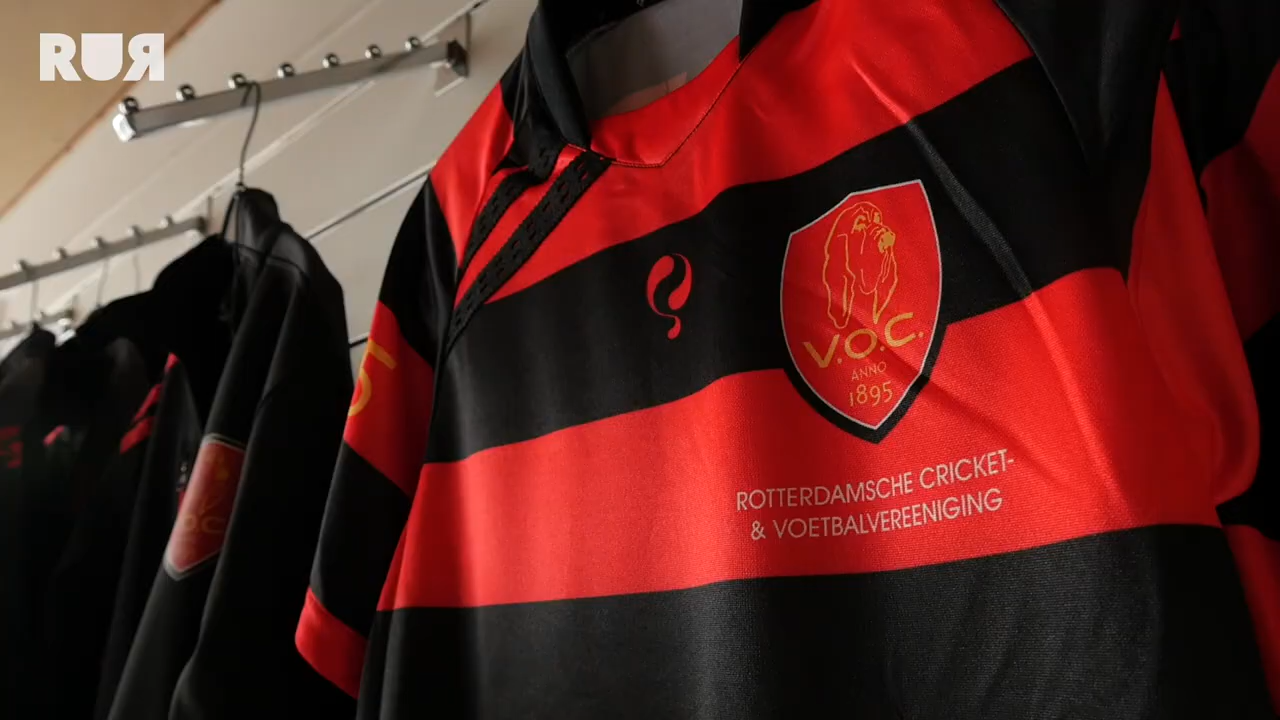 RUR
V.O.C.
ANNO
1895
ROTTERDAMSCHE CRICKET-
& VOETBALVEREENIGING
V.O.C.